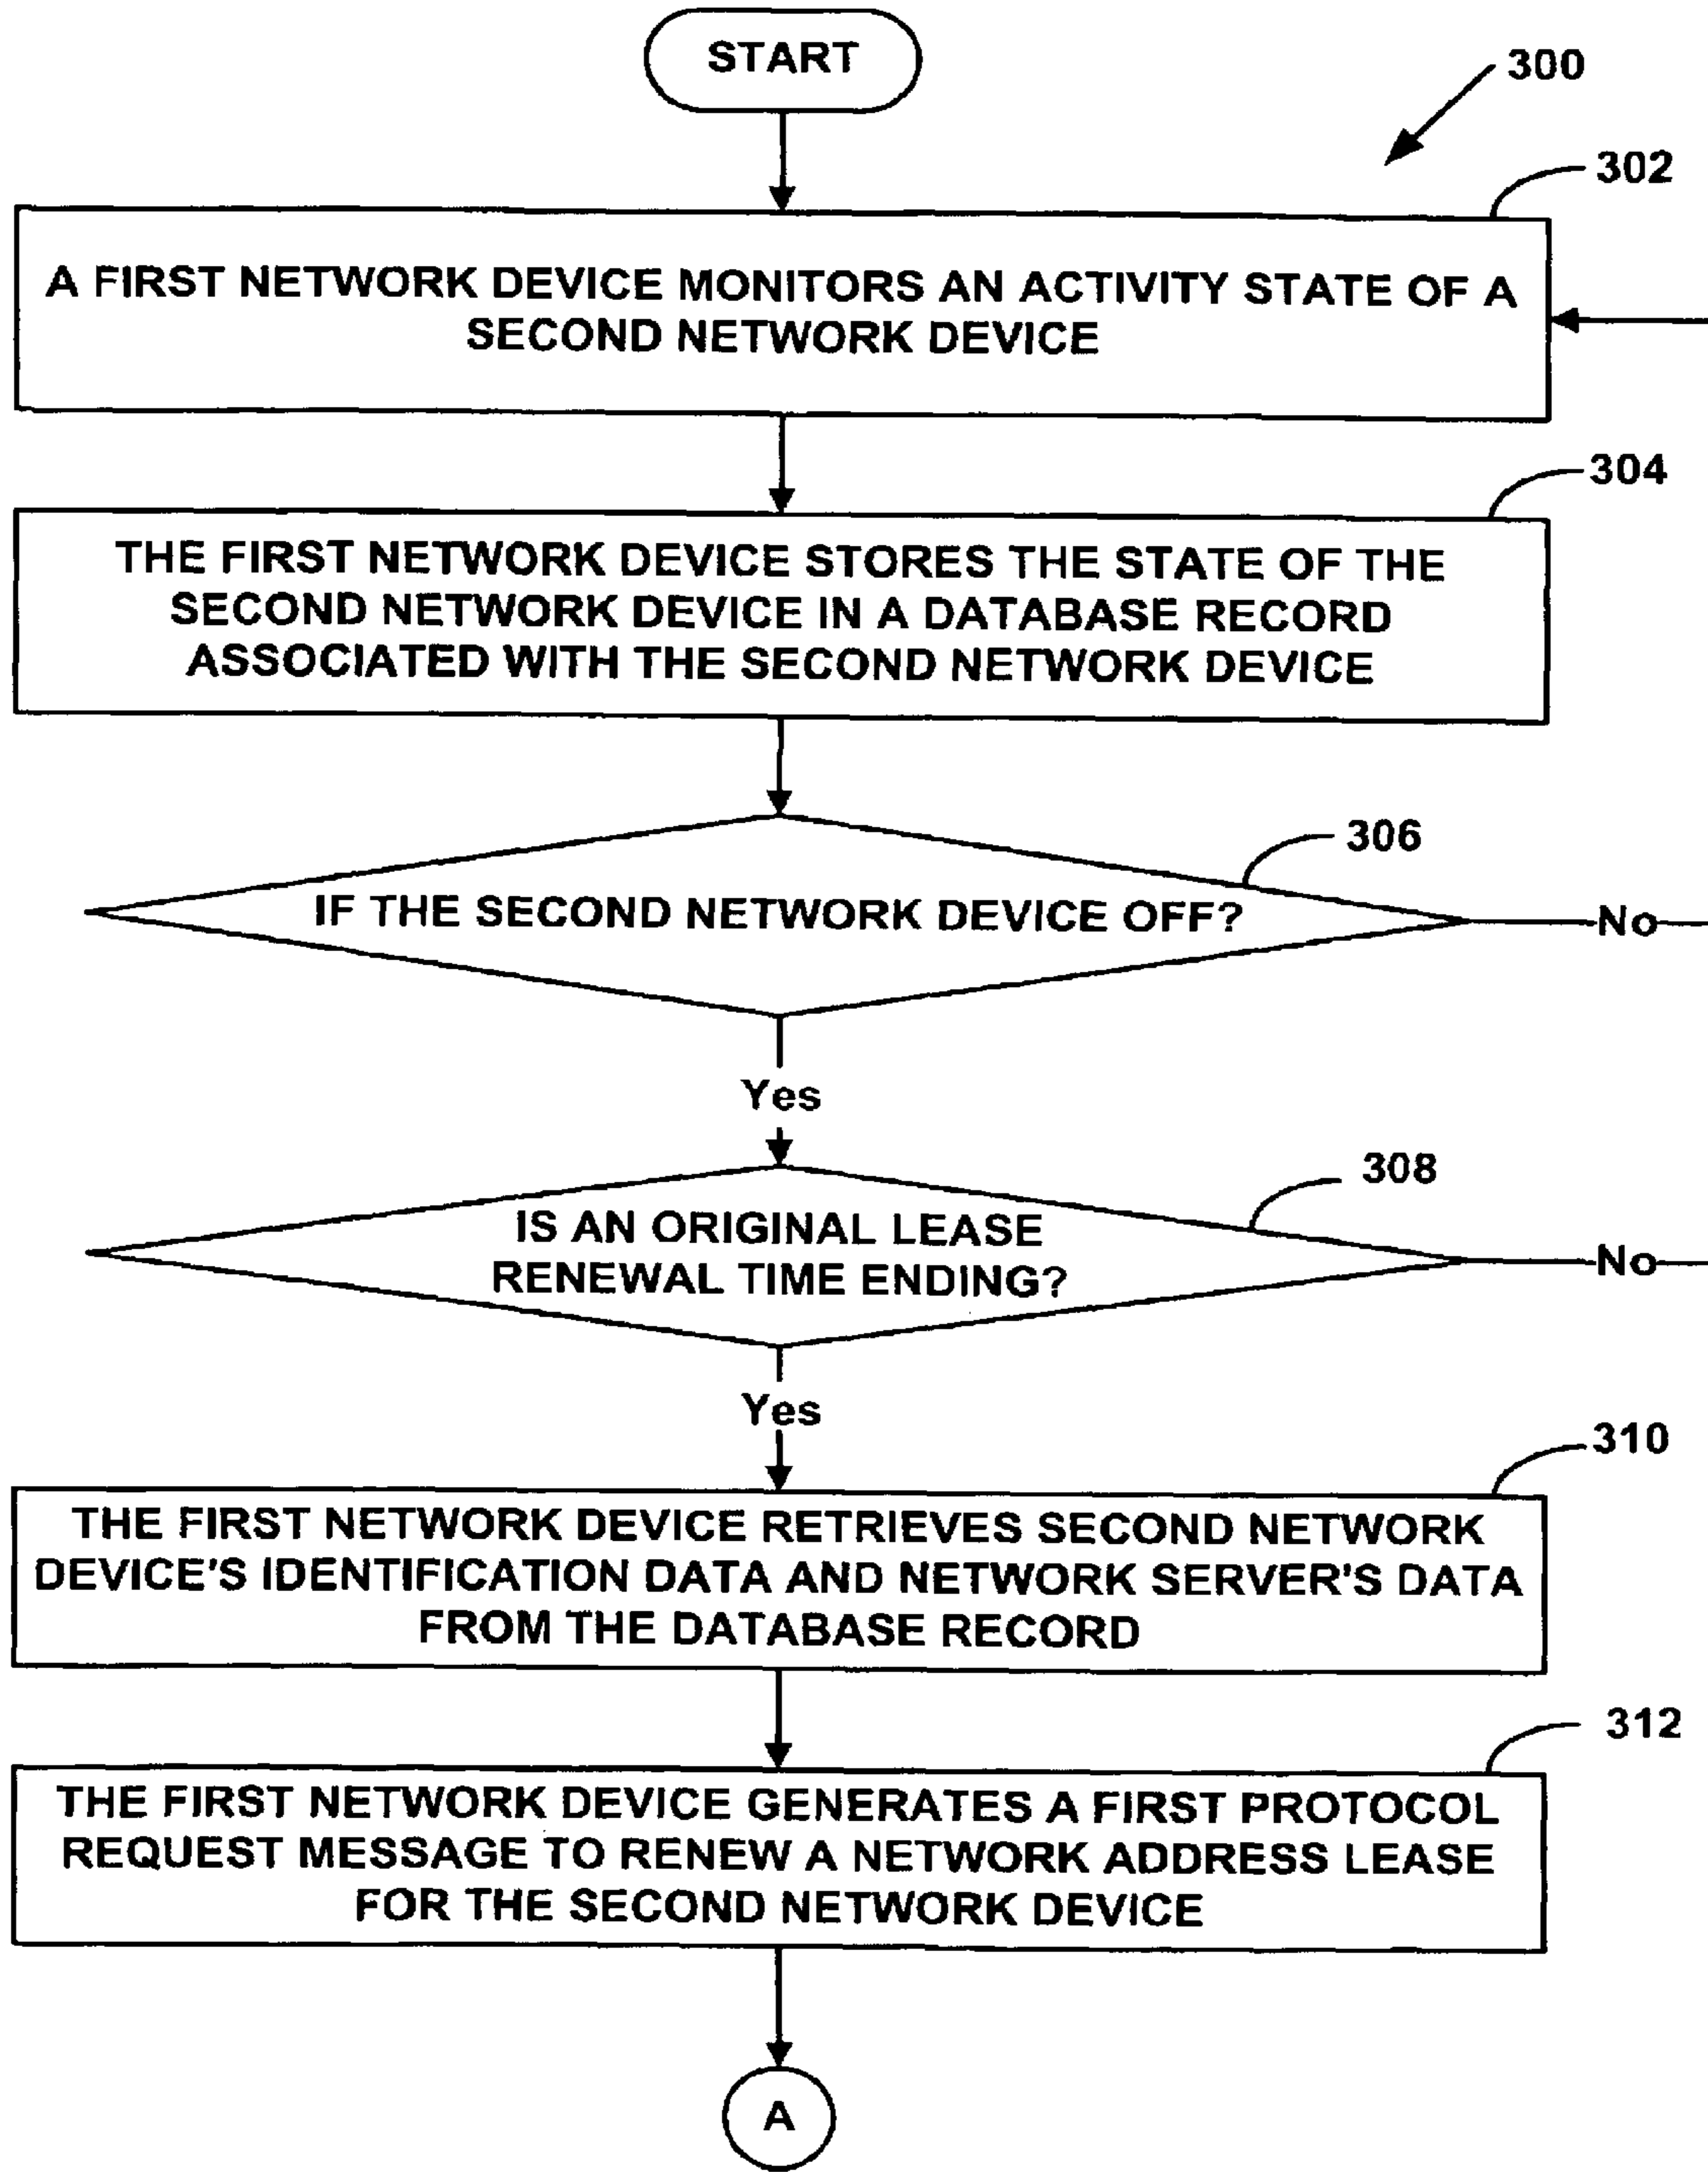 START
300
302
A FIRST NETWORK DEVICE MONITORS AN ACTIVITY STATE OF A
SECOND NETWORK DEVICE
304
THE FIRST NETWORK DEVICE STORES THE STATE OF THE
SECOND NETWORK DEVICE IN A DATABASE RECORD
ASSOCIATED WITH THE SECOND NETWORK DEVICE
306
IF THE SECOND NETWORK DEVICE OFF?
No
Yes
308
IS AN ORIGINAL LEASE
RENEWAL TIME ENDING?
No
Yes
310
THE FIRST NETWORK DEVICE RETRIEVES SECOND NETWORK
DEVICE'S IDENTIFICATION DATA AND NETWORK SERVER'S DATA
FROM THE DATABASE RECORD
312
THE FIRST NETWORK DEVICE GENERATES A FIRST PROTOCOL
REQUEST MESSAGE TO RENEW A NETWORK ADDRESS LEASE
FOR THE SECOND NETWORK DEVICE
A